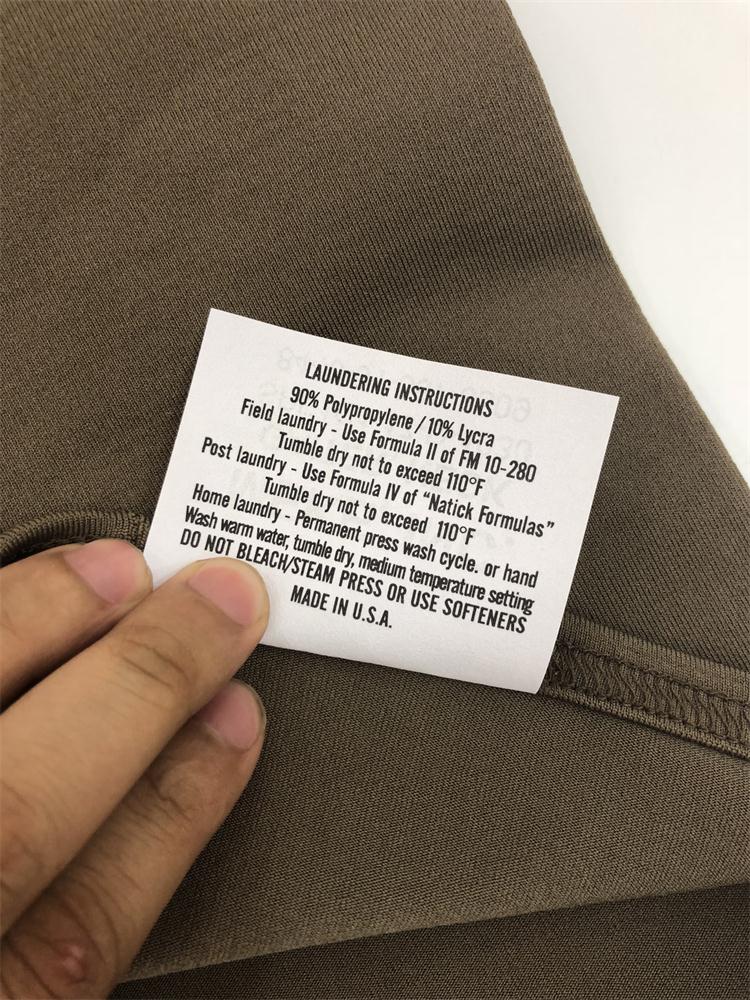 LAUNDERING INSTRUCTIONS
90% Polypropylene / 10% Lycra
Field laundry - Use Formula II of FM 10-280
Tumble dry not to exceed 110°F
Post laundry - Use Formula IV of “Natick Formulas”
Tumble dry not to exceed 110°F
Home laundry - Permanent press wash cycle. or hand
Wash warm water, tumble dry, medium temperature setting
DO NOT BLEACH/STEAM PRESS OR USE SOFTENERS
MADE IN U.S.A.